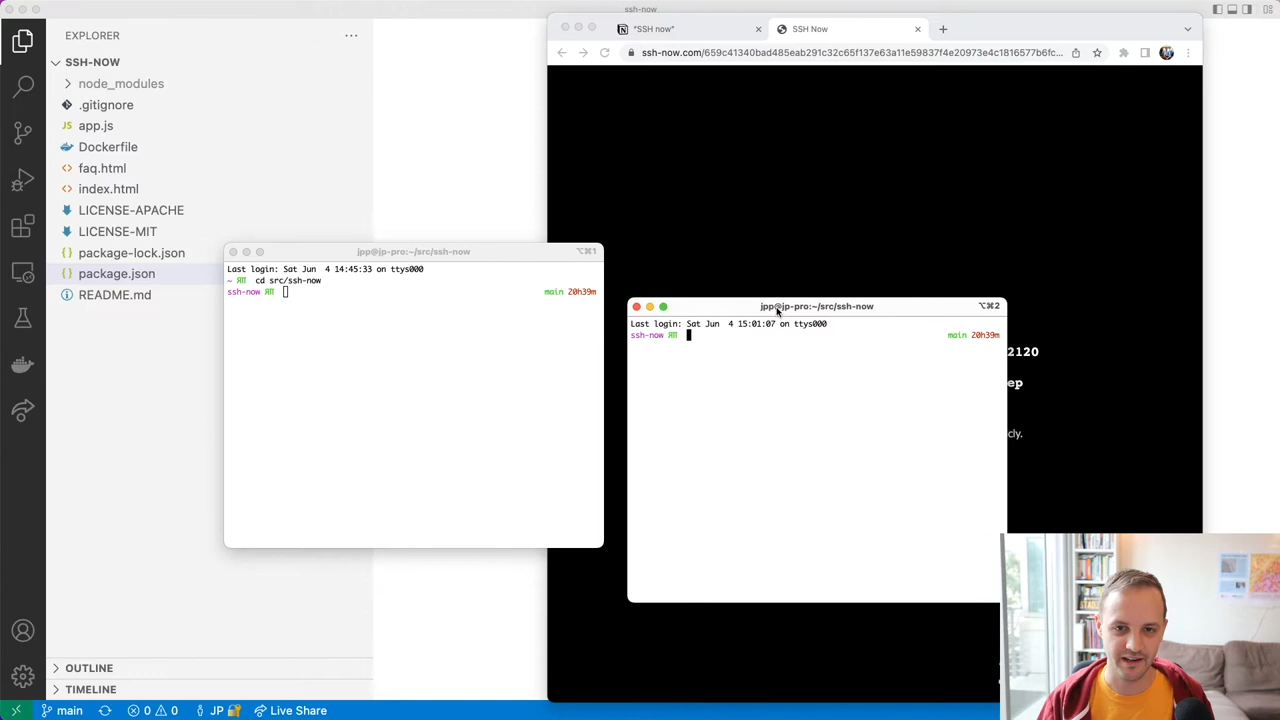 ssh-now
EXPLORER
SSH-NOW
node_modules
.gitignore
JS app.js
Dockerfile
faq.html
index.html
LICENSE-APACHE
LICENSE-MIT
package-lock.json
package.json
README.md
OUTLINE
TIMELINE
main
0 0
JP
Live Share
"SSH now"
SSH Now
ssh-now.com/659c41340bad485eab291c32c65f137e63a11e59837f4e20973e4c1816577b6fc...
jpp@jp-pro:~/src/ssh-now ⌥⌘1
Last login: Sat Jun 4 14:45:33 on ttys000
~ ЯП cd src/ssh-now
ssh-now ЯП main 20h39m
jpp@jp-pro:~/src/ssh-now ⌥⌘2
Last login: Sat Jun 4 15:01:07 on ttys000
ssh-now ЯП main 20h39m
2120
ep
cly.